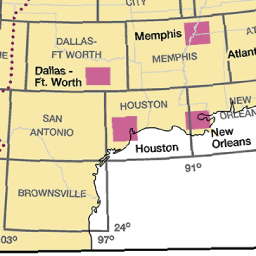 CITY
DALLAS-
FT WORTH
Memphis
MEMPHIS
Atlant
Dallas -
Ft. Worth
HOUSTON
NEW
ORLEAN
SAN
ANTONIO
Houston
New
Orleans
91°
BROWNSVILLE
24°
03°
97°